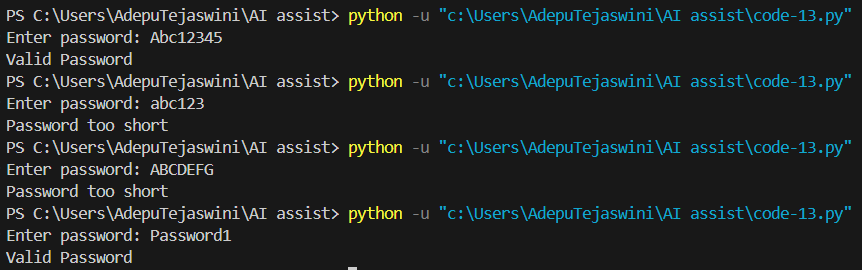 PS C:\Users\AdepuTejaswini\AI assist> python -u "c:\Users\AdepuTejaswini\AI assist\code-13.py"
Enter password: Abc12345
Valid Password
PS C:\Users\AdepuTejaswini\AI assist> python -u "c:\Users\AdepuTejaswini\AI assist\code-13.py"
Enter password: abc123
Password too short
PS C:\Users\AdepuTejaswini\AI assist> python -u "c:\Users\AdepuTejaswini\AI assist\code-13.py"
Enter password: ABCDEFG
Password too short
PS C:\Users\AdepuTejaswini\AI assist> python -u "c:\Users\AdepuTejaswini\AI assist\code-13.py"
Enter password: Password1
Valid Password